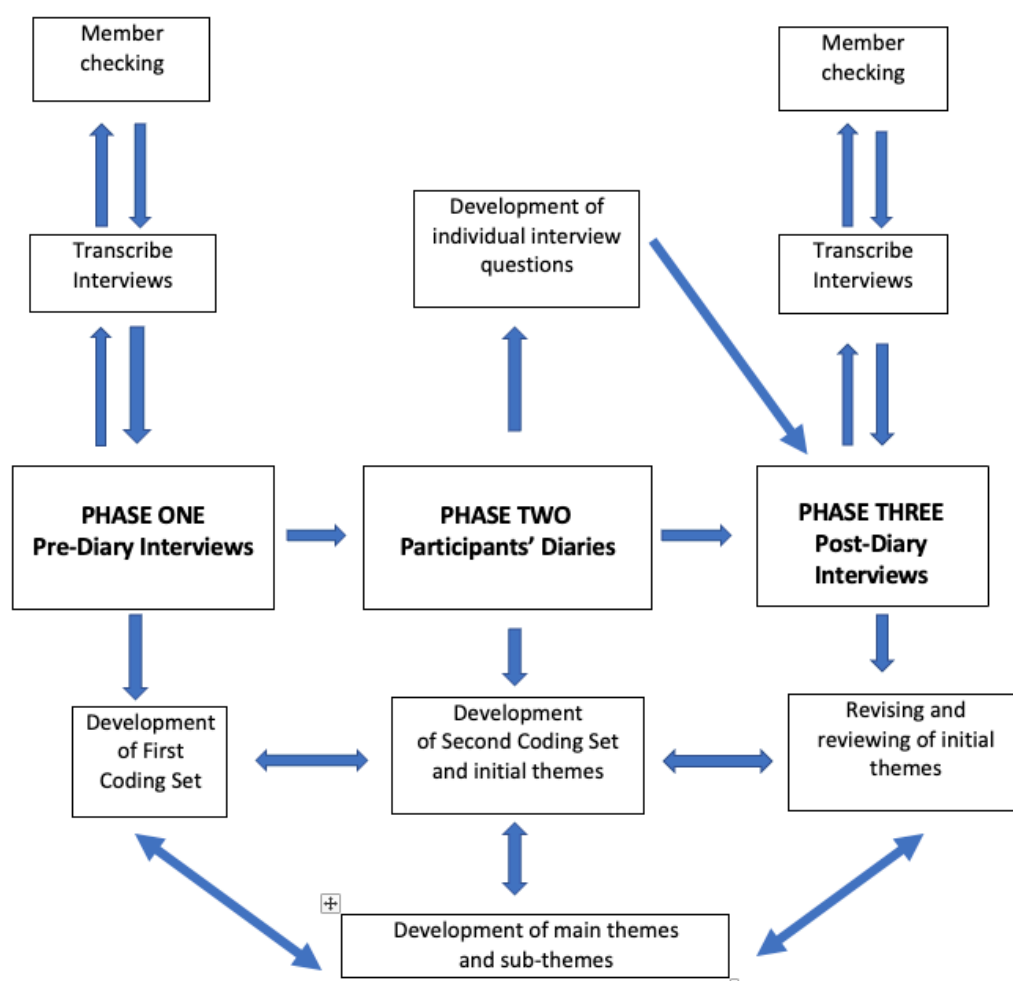 Member
checking
Member
checking
Development of
individual interview
questions
Transcribe
Interviews
Transcribe
Interviews
PHASE ONE
Pre-Diary Interviews
PHASE TWO
Participants' Diaries
PHASE THREE
Post-Diary
Interviews
Development
of First
Coding Set
Development
of Second Coding Set
and initial themes
Revising and
reviewing of initial
themes
Development of main themes
and sub-themes